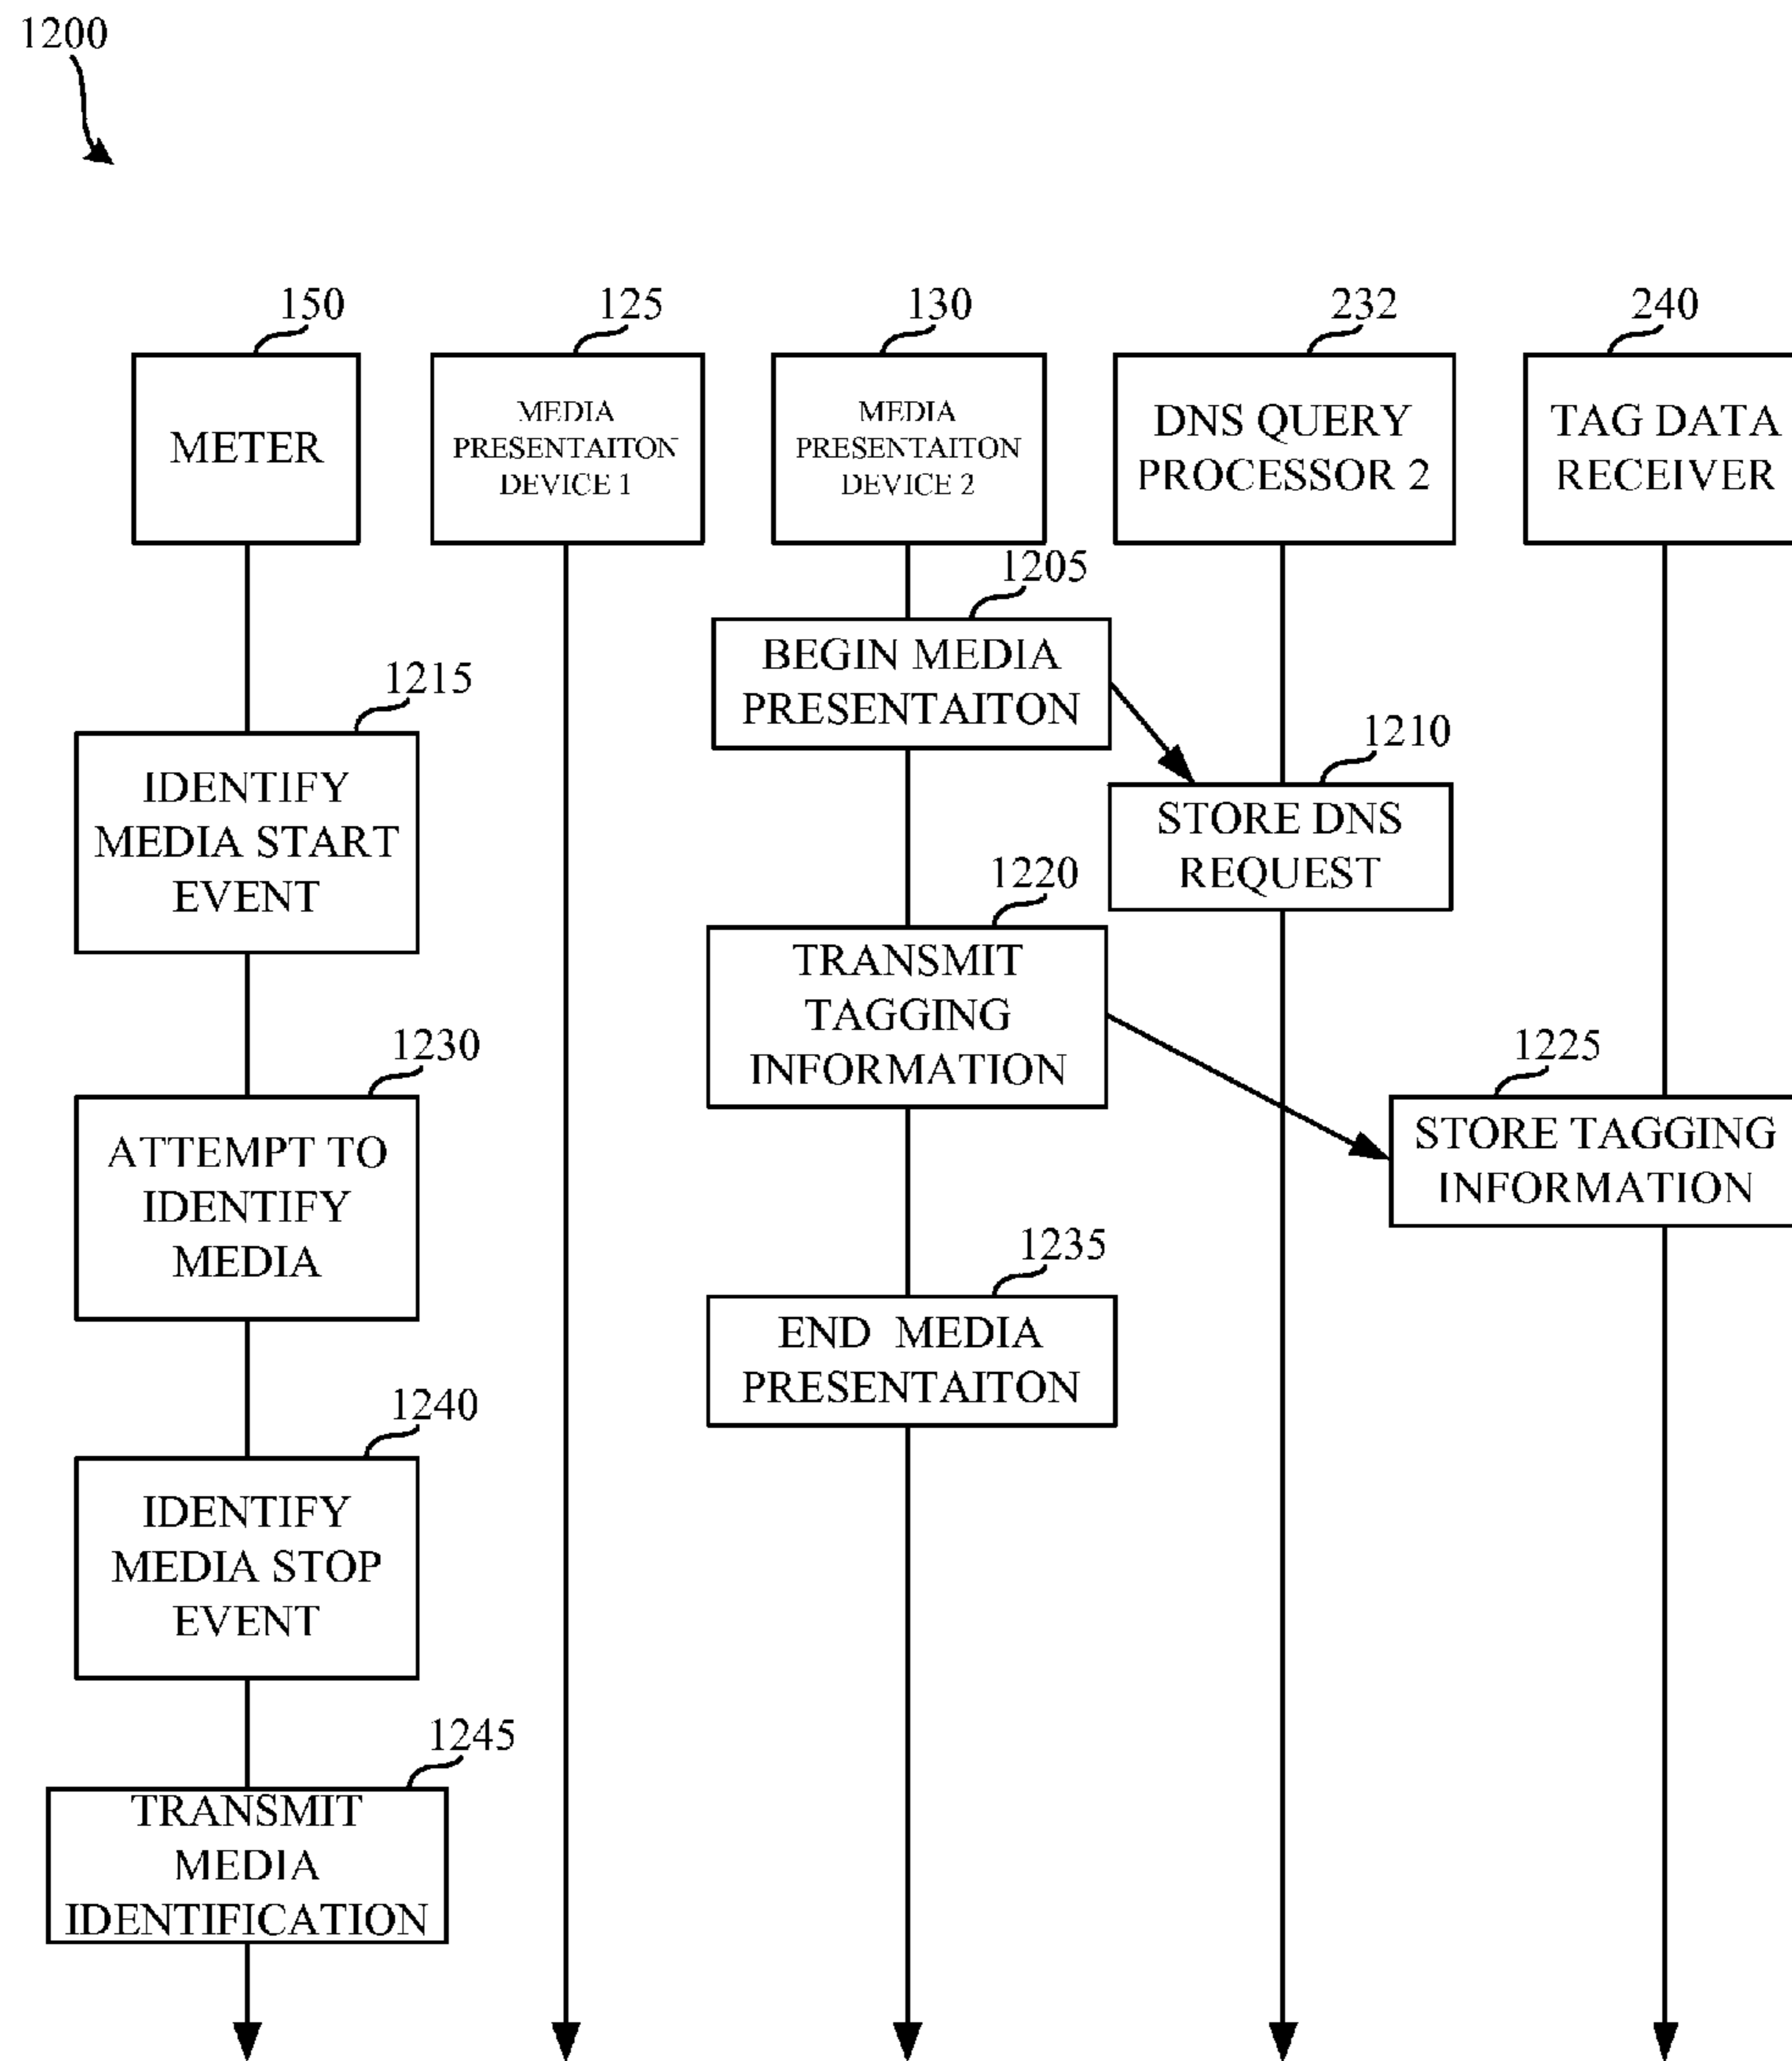 1200
150
125
130
232
240
METER
MEDIA
PRESENTAITON
DEVICE 1
MEDIA
PRESENTAITON
DEVICE 2
DNS QUERY
PROCESSOR 2
TAG DATA
RECEIVER
1205
BEGIN MEDIA
PRESENTAITON
1215
IDENTIFY
MEDIA START
EVENT
1210
STORE DNS
REQUEST
1220
TRANSMIT
TAGGING
INFORMATION
1230
ATTEMPT TO
IDENTIFY
MEDIA
1225
STORE TAGGING
INFORMATION
1235
END MEDIA
PRESENTAITON
1240
IDENTIFY
MEDIA STOP
EVENT
1245
TRANSMIT
MEDIA
IDENTIFICATION